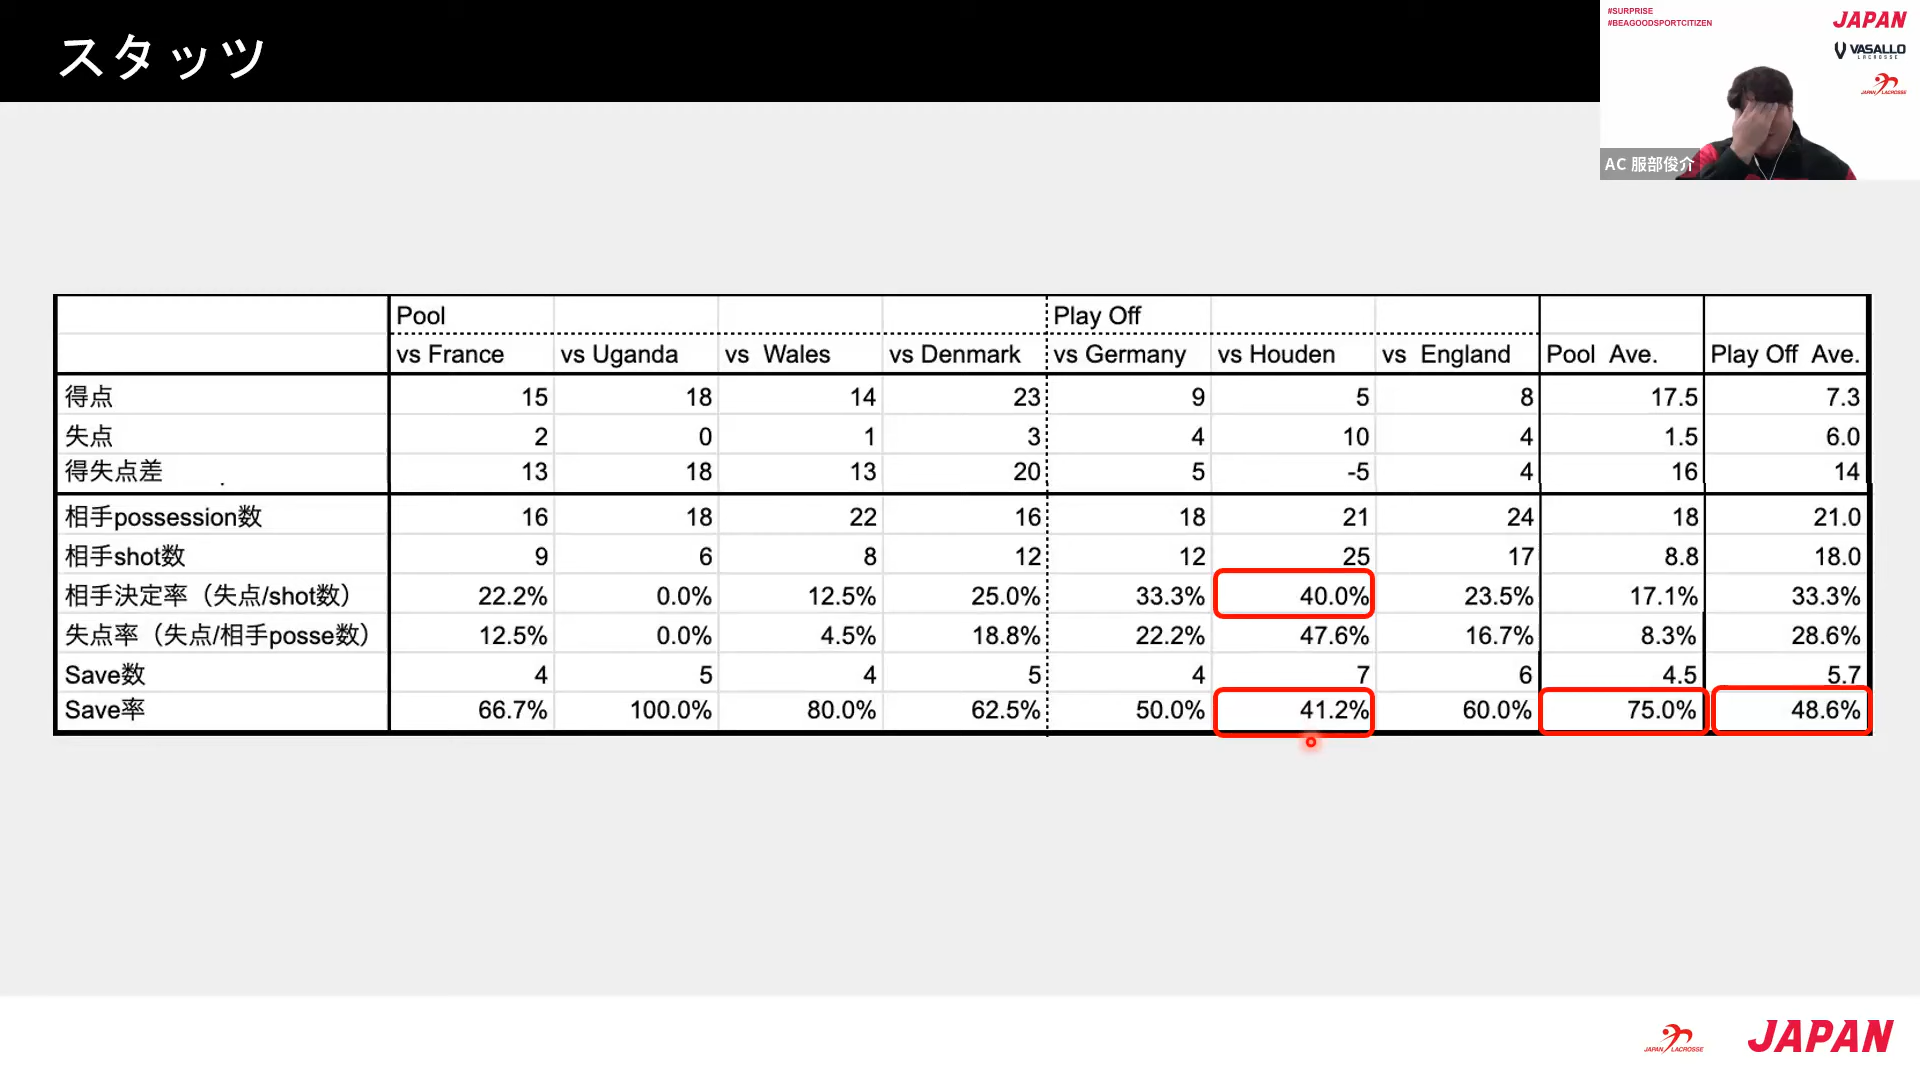 スタッツ
#SURPRISE
#BEAGOODSPORTCITIZEN
JAPAN
VASALLO
LACROSSE
JAPAN LACROSSE
AC 服部俊介
Pool Play Off
vs France vs Uganda vs Wales vs Denmark vs Germany vs Houden vs England Pool Ave. Play Off Ave.
得点 15 18 14 23 9 5 8 17.5 7.3
失点 2 0 1 3 4 10 4 1.5 6.0
得失点差 13 18 13 20 5 -5 4 16 14
相手possession数 16 18 22 16 18 21 24 18 21.0
相手shot数 9 6 8 12 12 25 17 8.8 18.0
相手決定率（失点/shot数） 22.2% 0.0% 12.5% 25.0% 33.3% 40.0% 23.5% 17.1% 33.3%
失点率（失点/相手posse数） 12.5% 0.0% 4.5% 18.8% 22.2% 47.6% 16.7% 8.3% 28.6%
Save数 4 5 4 5 4 7 6 4.5 5.7
Save率 66.7% 100.0% 80.0% 62.5% 50.0% 41.2% 60.0% 75.0% 48.6%
JAPAN LACROSSE
JAPAN